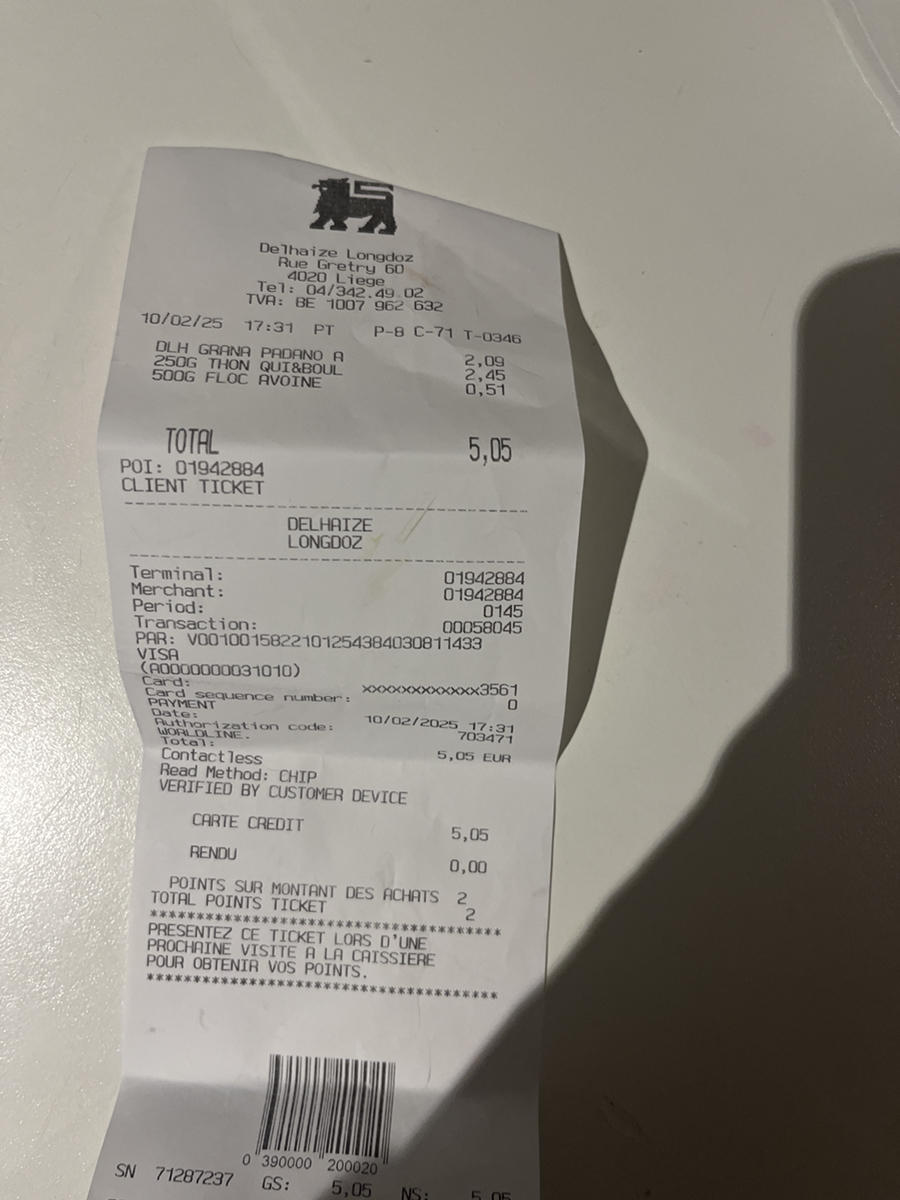 Delhaize Longdoz
Rue Gretry 60
4020 Liege
Tel: 04/342.49.02
TVA: BE 1007 962 632
10/02/25 17:31 PT P-8 C-71 T-0346
DLH GRANA PADANO A 2,09
250G THON QUI&BOUL 2,45
500G FLOC AVOINE 0,51
TOTAL 5,05
POI: 01942884
CLIENT TICKET
DELHAIZE
LONGDOZ
Terminal: 01942884
Merchant: 01942884
Period: 0145
Transaction: 00058045
PAR: V0010015822101254384030811433
VISA
(A0000000031010)
Card: xxxxxxxxxxxx3561
Card sequence number: 0
PAYMENT
Date: 10/02/2025 17:31
Authorization code: 703471
WORLDLINE.
Total: 5,05 EUR
Contactless
Read Method: CHIP
VERIFIED BY CUSTOMER DEVICE
CARTE CREDIT 5,05
RENDU 0,00
POINTS SUR MONTANT DES ACHATS 2
TOTAL POINTS TICKET 2
****************************************
PRESENTEZ CE TICKET LORS D'UNE
PROCHAINE VISITE A LA CAISSIERE
POUR OBTENIR VOS POINTS.
****************************************
0 390000 200020
SN 71287237 GS: 5,05 NS: 5,05